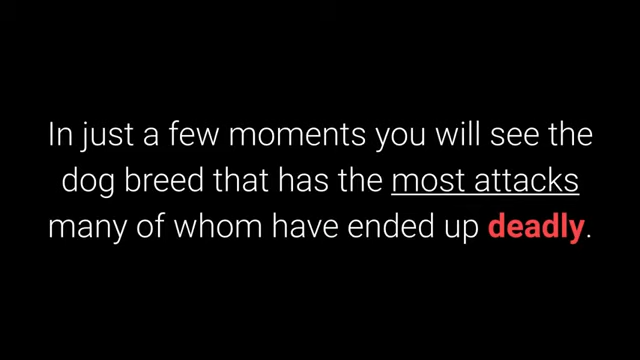 In just a few moments you will see the
dog breed that has the most attacks
many of whom have ended up deadly.